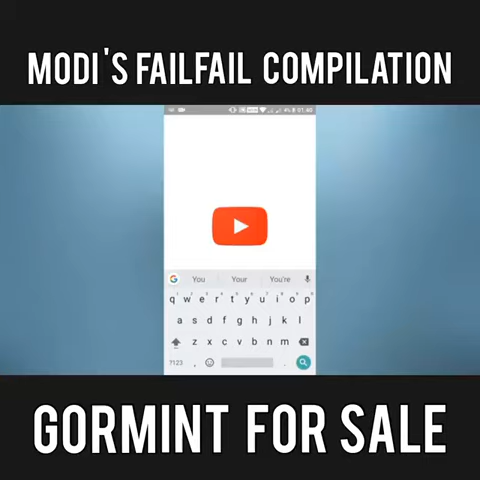 MODI'S FAILFAIL COMPILATION
You Your You're
q w e r t y u i o p
a s d f g h j k l
z x c v b n m
?123 , .
GORMINT FOR SALE